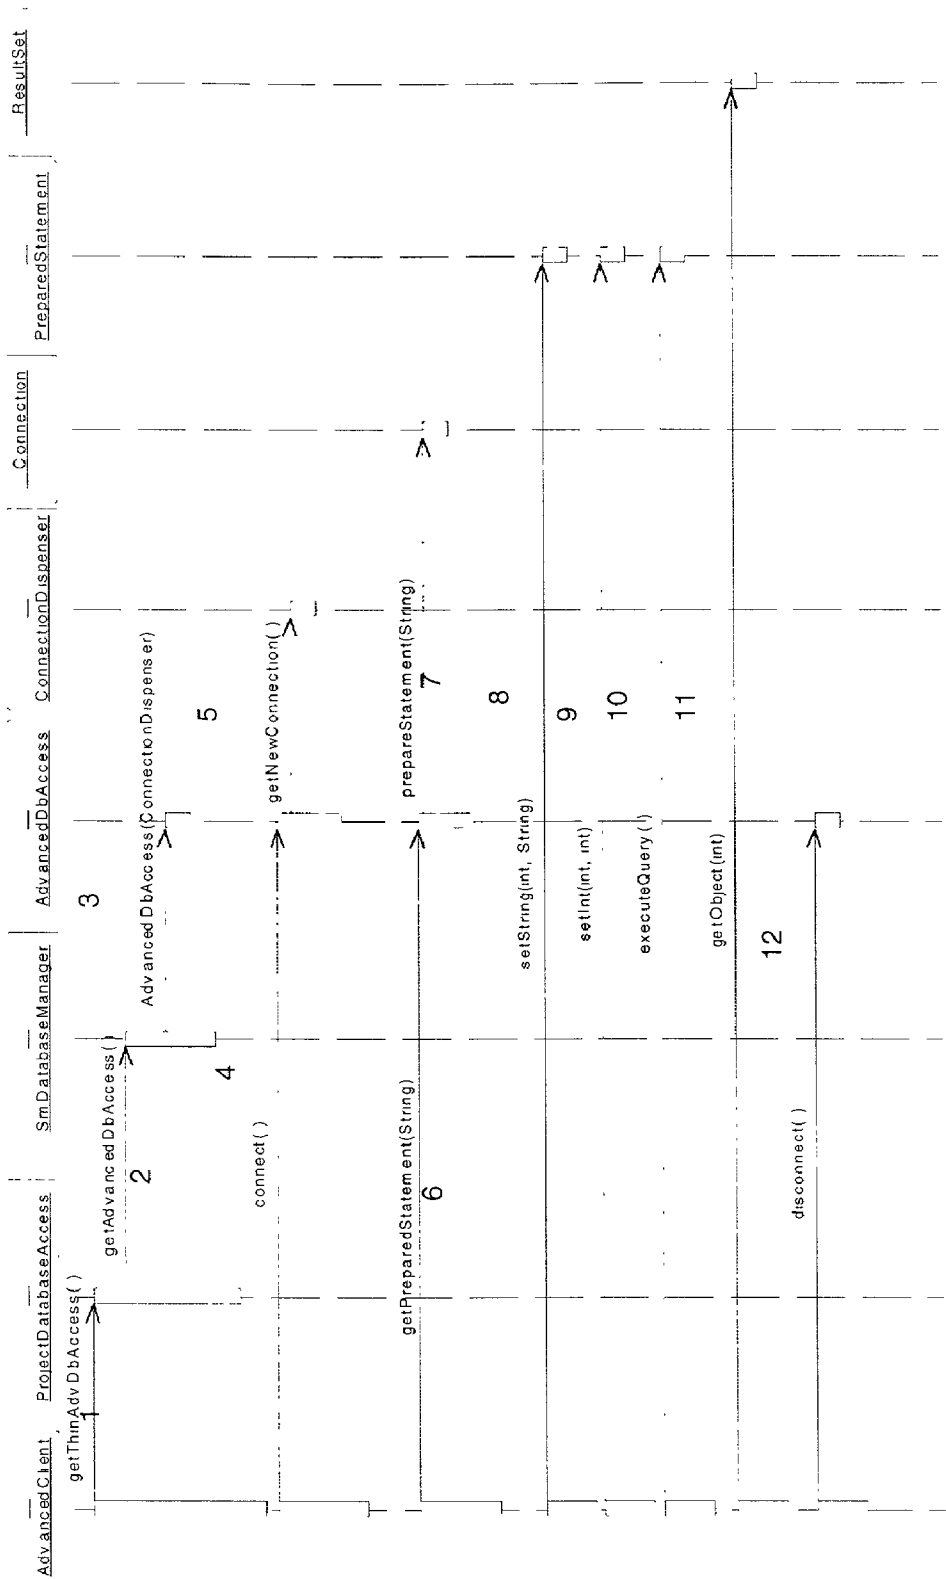 AdvancedClient
ProjectDatabaseAccess
SmDatabaseManager
AdvancedDbAccess
ConnectionDispenser
Connection
PreparedStatement
ResultSet
getThinAdvDbAccess( )
1
getAdvancedDbAccess( )
2
3
AdvancedDbAccess(ConnectionDispenser)
4
connect( )
5
getNewConnection( )
getPreparedStatement(String)
6
prepareStatement(String)
7
8
setString(int, String)
9
setInt(int, int)
10
executeQuery( )
11
getObject(int)
12
disconnect( )